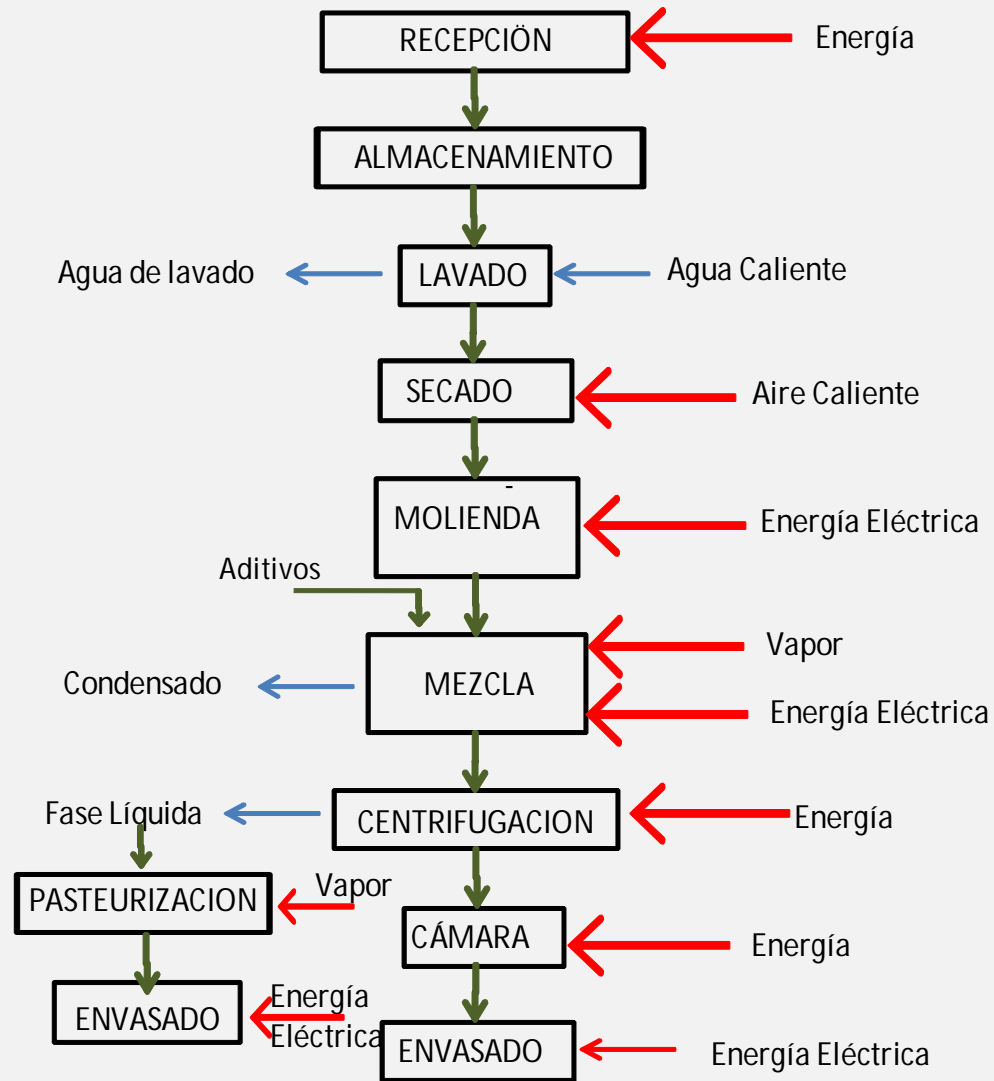 RECEPCIÖN
Energía
ALMACENAMIENTO
Agua de lavado
LAVADO
Agua Caliente
SECADO
Aire Caliente
MOLIENDA
Energía Eléctrica
Aditivos
Vapor
Condensado
MEZCLA
Energía Eléctrica
Fase Líquida
CENTRIFUGACION
Energía
PASTEURIZACION
Vapor
CÁMARA
Energía
ENVASADO
Energía
Eléctrica
ENVASADO
Energía Eléctrica